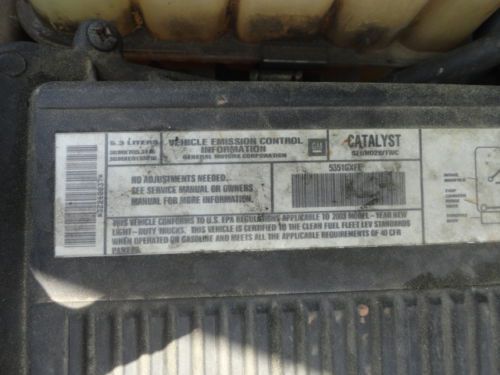 5.3 LITERS
VEHICLE EMISSION CONTROL
INFORMATION
GENERAL MOTORS CORPORATION
GM
CATALYST
5351GXFE
NO ADJUSTMENTS NEEDED.
SEE SERVICE MANUAL OR OWNERS
MANUAL FOR MAINTENANCE.
THIS VEHICLE CONFORMS TO U.S. EPA REGULATIONS APPLICABLE TO 2003 MODEL-YEAR NEW
LIGHT-DUTY TRUCKS. THIS VEHICLE IS CERTIFIED TO THE CLEAN FUEL FLEET LEV STANDARDS
WHEN OPERATED ON GASOLINE AND MEETS ALL THE APPLICABLE REQUIREMENTS OF 40 CFR